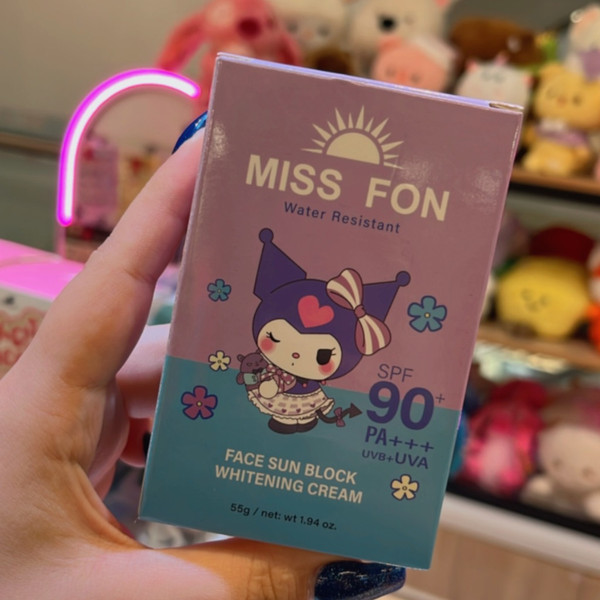 MISS FON
Water Resistant
SPF
90+
PA+++
UVB+UVA
FACE SUN BLOCK
WHITENING CREAM
55g / net: wt 1.94 oz.